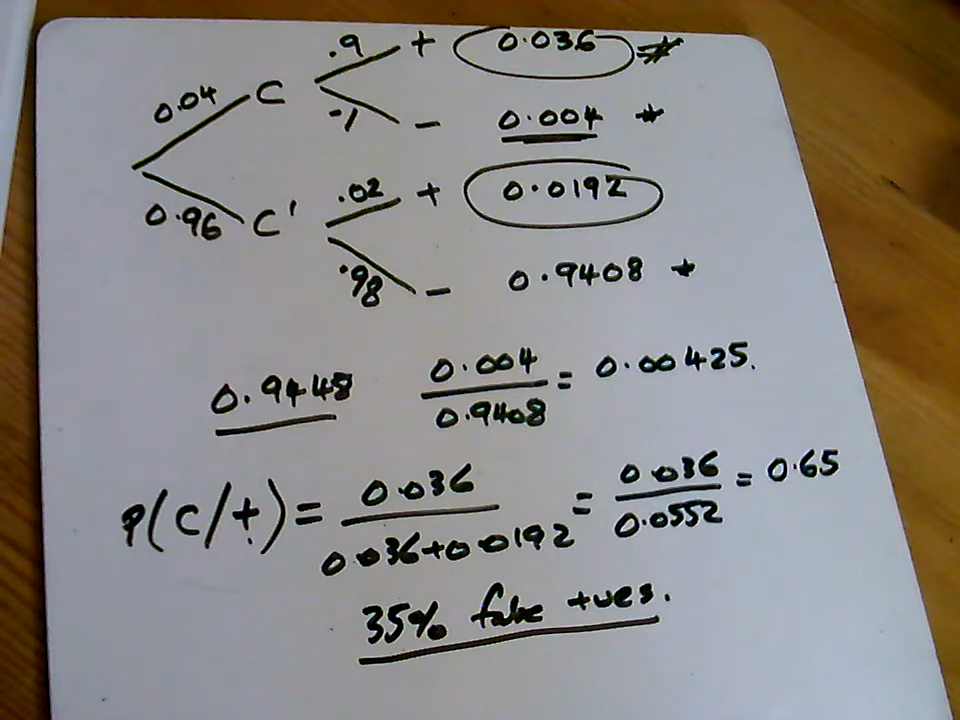 .9 + 0.036 *
0.04 C
.1 - 0.004 *
.02 + 0.0192
0.96 C'
.98 - 0.9408 *
0.9448 0.004 / 0.9408 = 0.00425.
P(C/+) = 0.036 / 0.036+0.0192 = 0.036 / 0.0552 = 0.65
35% false +ves.